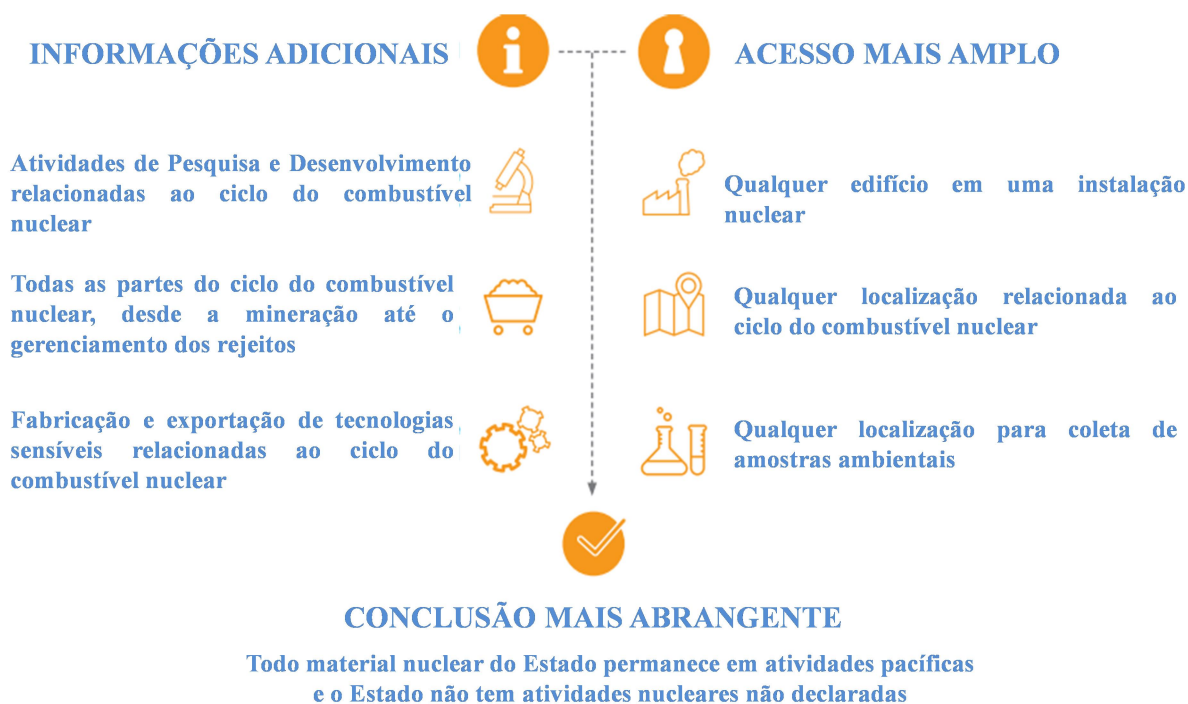 INFORMAÇÕES ADICIONAIS
Atividades de Pesquisa e Desenvolvimento
relacionadas ao ciclo do combustível
nuclear
Todas as partes do ciclo do combustível
nuclear, desde a mineração até o
gerenciamento dos rejeitos
Fabricação e exportação de tecnologias
sensíveis relacionadas ao ciclo do
combustível nuclear
ACESSO MAIS AMPLO
Qualquer edifício em uma instalação
nuclear
Qualquer localização relacionada ao
ciclo do combustível nuclear
Qualquer localização para coleta de
amostras ambientais
CONCLUSÃO MAIS ABRANGENTE
Todo material nuclear do Estado permanece em atividades pacíficas
e o Estado não tem atividades nucleares não declaradas